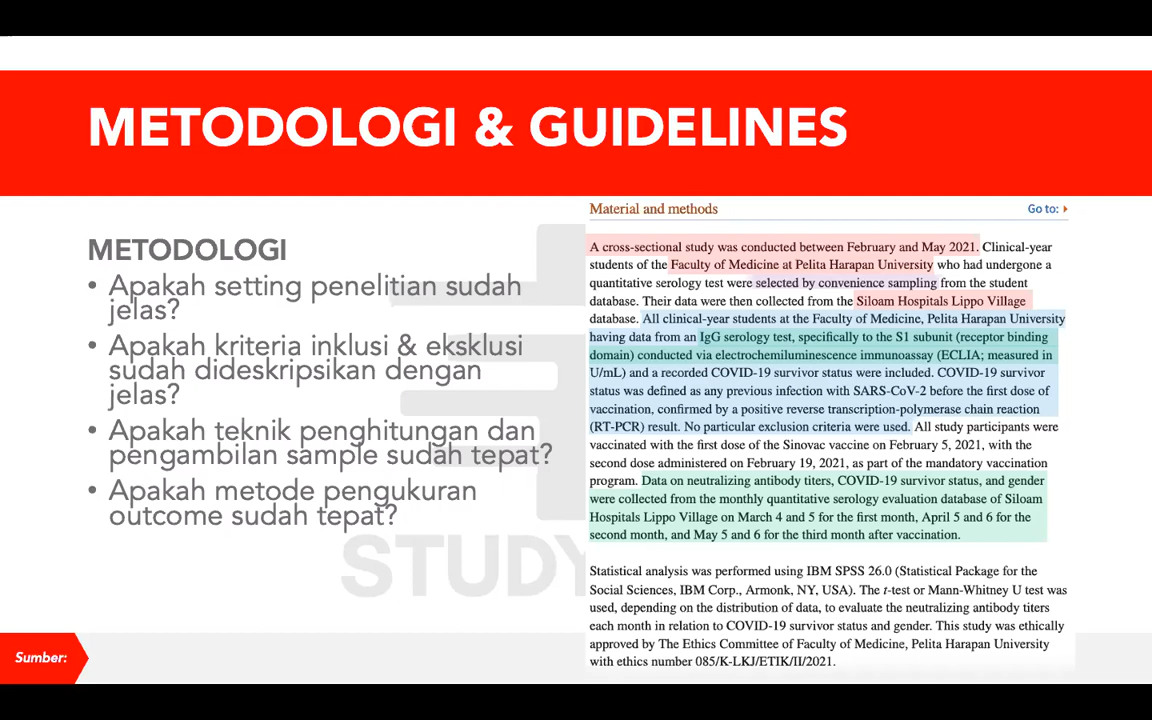 METODOLOGI & GUIDELINES
METODOLOGI
• Apakah setting penelitian sudah
jelas?
• Apakah kriteria inklusi & eksklusi
sudah dideskripsikan dengan
jelas?
• Apakah teknik penghitungan dan
pengambilan sample sudah tepat?
• Apakah metode pengukuran
outcome sudah tepat?
STUDY
Sumber:
Material and methods
Go to:
A cross-sectional study was conducted between February and May 2021. Clinical-year
students of the Faculty of Medicine at Pelita Harapan University who had undergone a
quantitative serology test were selected by convenience sampling from the student
database. Their data were then collected from the Siloam Hospitals Lippo Village
database. All clinical-year students at the Faculty of Medicine, Pelita Harapan University
having data from an IgG serology test, specifically to the S1 subunit (receptor binding
domain) conducted via electrochemiluminescence immunoassay (ECLIA; measured in
U/mL) and a recorded COVID-19 survivor status were included. COVID-19 survivor
status was defined as any previous infection with SARS-CoV-2 before the first dose of
vaccination, confirmed by a positive reverse transcription-polymerase chain reaction
(RT-PCR) result. No particular exclusion criteria were used. All study participants were
vaccinated with the first dose of the Sinovac vaccine on February 5, 2021, with the
second dose administered on February 19, 2021, as part of the mandatory vaccination
program. Data on neutralizing antibody titers, COVID-19 survivor status, and gender
were collected from the monthly quantitative serology evaluation database of Siloam
Hospitals Lippo Village on March 4 and 5 for the first month, April 5 and 6 for the
second month, and May 5 and 6 for the third month after vaccination.
Statistical analysis was performed using IBM SPSS 26.0 (Statistical Package for the
Social Sciences, IBM Corp., Armonk, NY, USA). The t-test or Mann-Whitney U test was
used, depending on the distribution of data, to evaluate the neutralizing antibody titers
each month in relation to COVID-19 survivor status and gender. This study was ethically
approved by The Ethics Committee of Faculty of Medicine, Pelita Harapan University
with ethics number 085/K-LKJ/ETIK/II/2021.